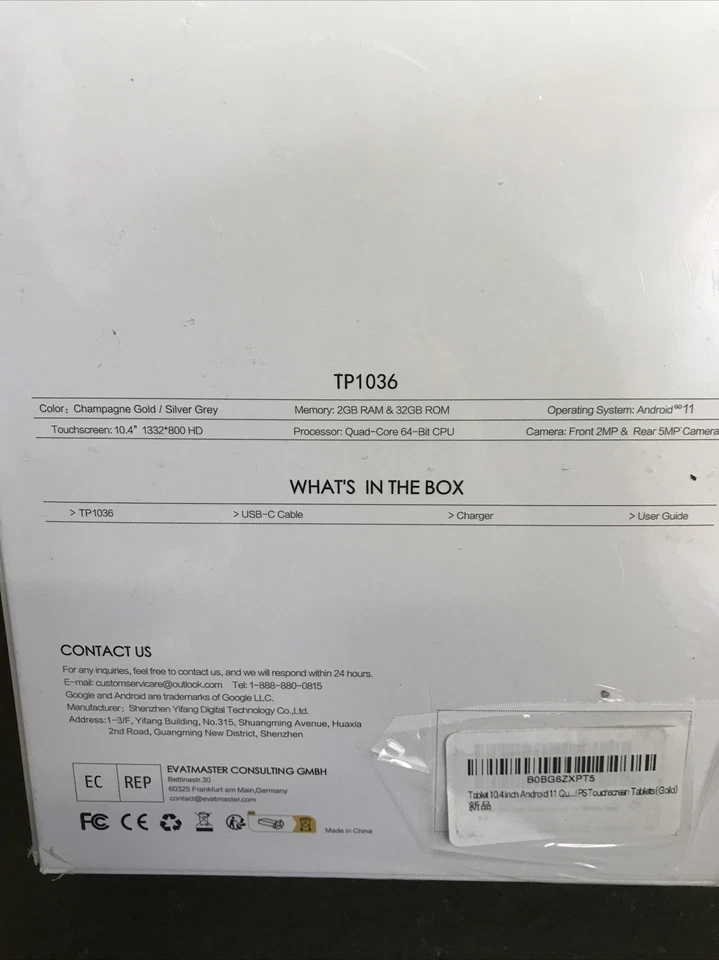 TP1036
Color: Champagne Gold / Silver Grey Memory: 2GB RAM & 32GB ROM Operating System: Android 11
Touchscreen: 10.4" 1332*800 HD Processor: Quad-Core 64-Bit CPU Camera: Front 2MP & Rear 5MP Camera
WHAT'S IN THE BOX
> TP1036 > USB-C Cable > Charger > User Guide
CONTACT US
For any inquiries, feel free to contact us, and we will respond within 24 hours.
E-mail: customservicare@outlook.com Tel: 1-888-880-0815
Google and Android are trademarks of Google LLC.
Manufacturer: Shenzhen Yifang Digital Technology Co.,Ltd.
Address:1-3/F, Yifang Building, No.315, Shuangming Avenue, Huaxia
2nd Road, Guangming New District, Shenzhen
EC REP
EVATMASTER CONSULTING GMBH
Bettinastr.30
60325 Frankfurt am Main,Germany
contact@evatmaster.com
FC CE
Made in China
B0BG6ZXPT5
Tablet 10.4 inch Android 11 Qu...IPS Touchscreen Tablets(Gold)
新品